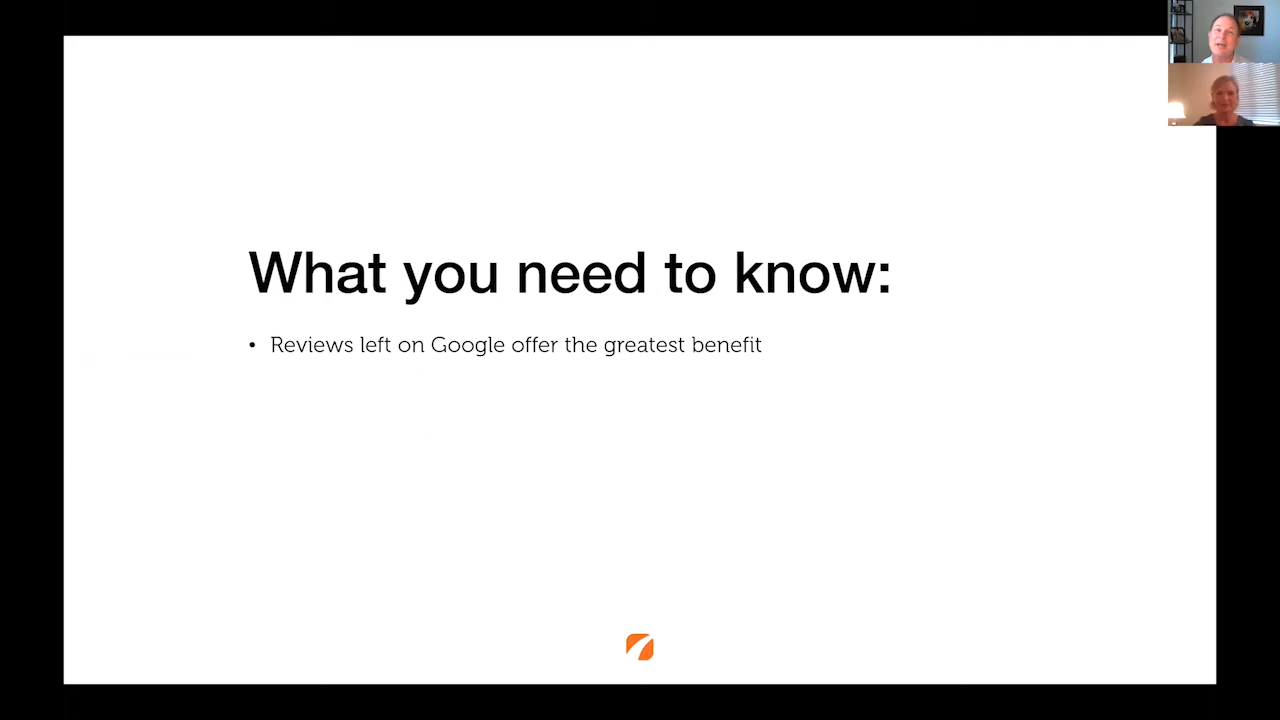 What you need to know:
• Reviews left on Google offer the greatest benefit